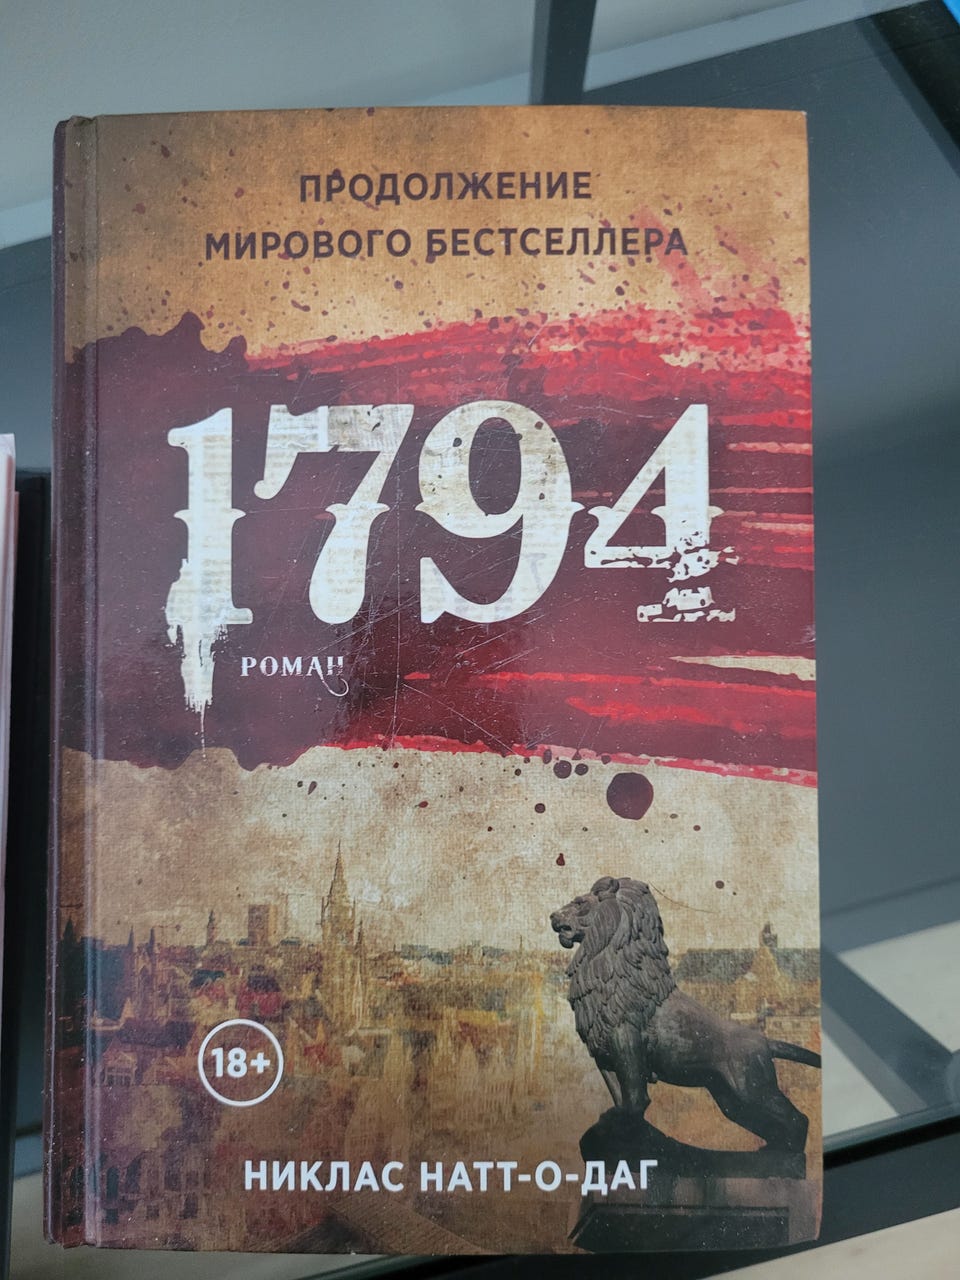 ПРОДОЛЖЕНИЕ
МИРОВОГО БЕСТСЕЛЛЕРА
1794
РОМАН
18+
НИКЛАС НАТТ-О-ДАГ